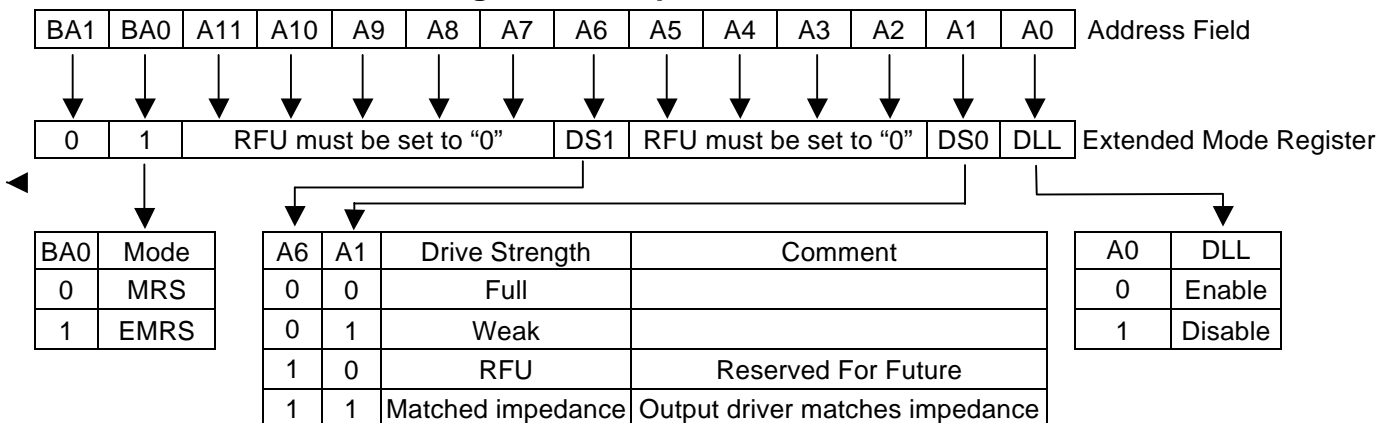 BA1 BA0 A11 A10 A9 A8 A7 A6 A5 A4 A3 A2 A1 A0 Address Field
0 1 RFU must be set to “0” DS1 RFU must be set to “0” DS0 DLL Extended Mode Register
BA0 Mode
0 MRS
1 EMRS
A6 A1 Drive Strength Comment
0 0 Full
0 1 Weak
1 0 RFU Reserved For Future
1 1 Matched impedance Output driver matches impedance
A0 DLL
0 Enable
1 Disable